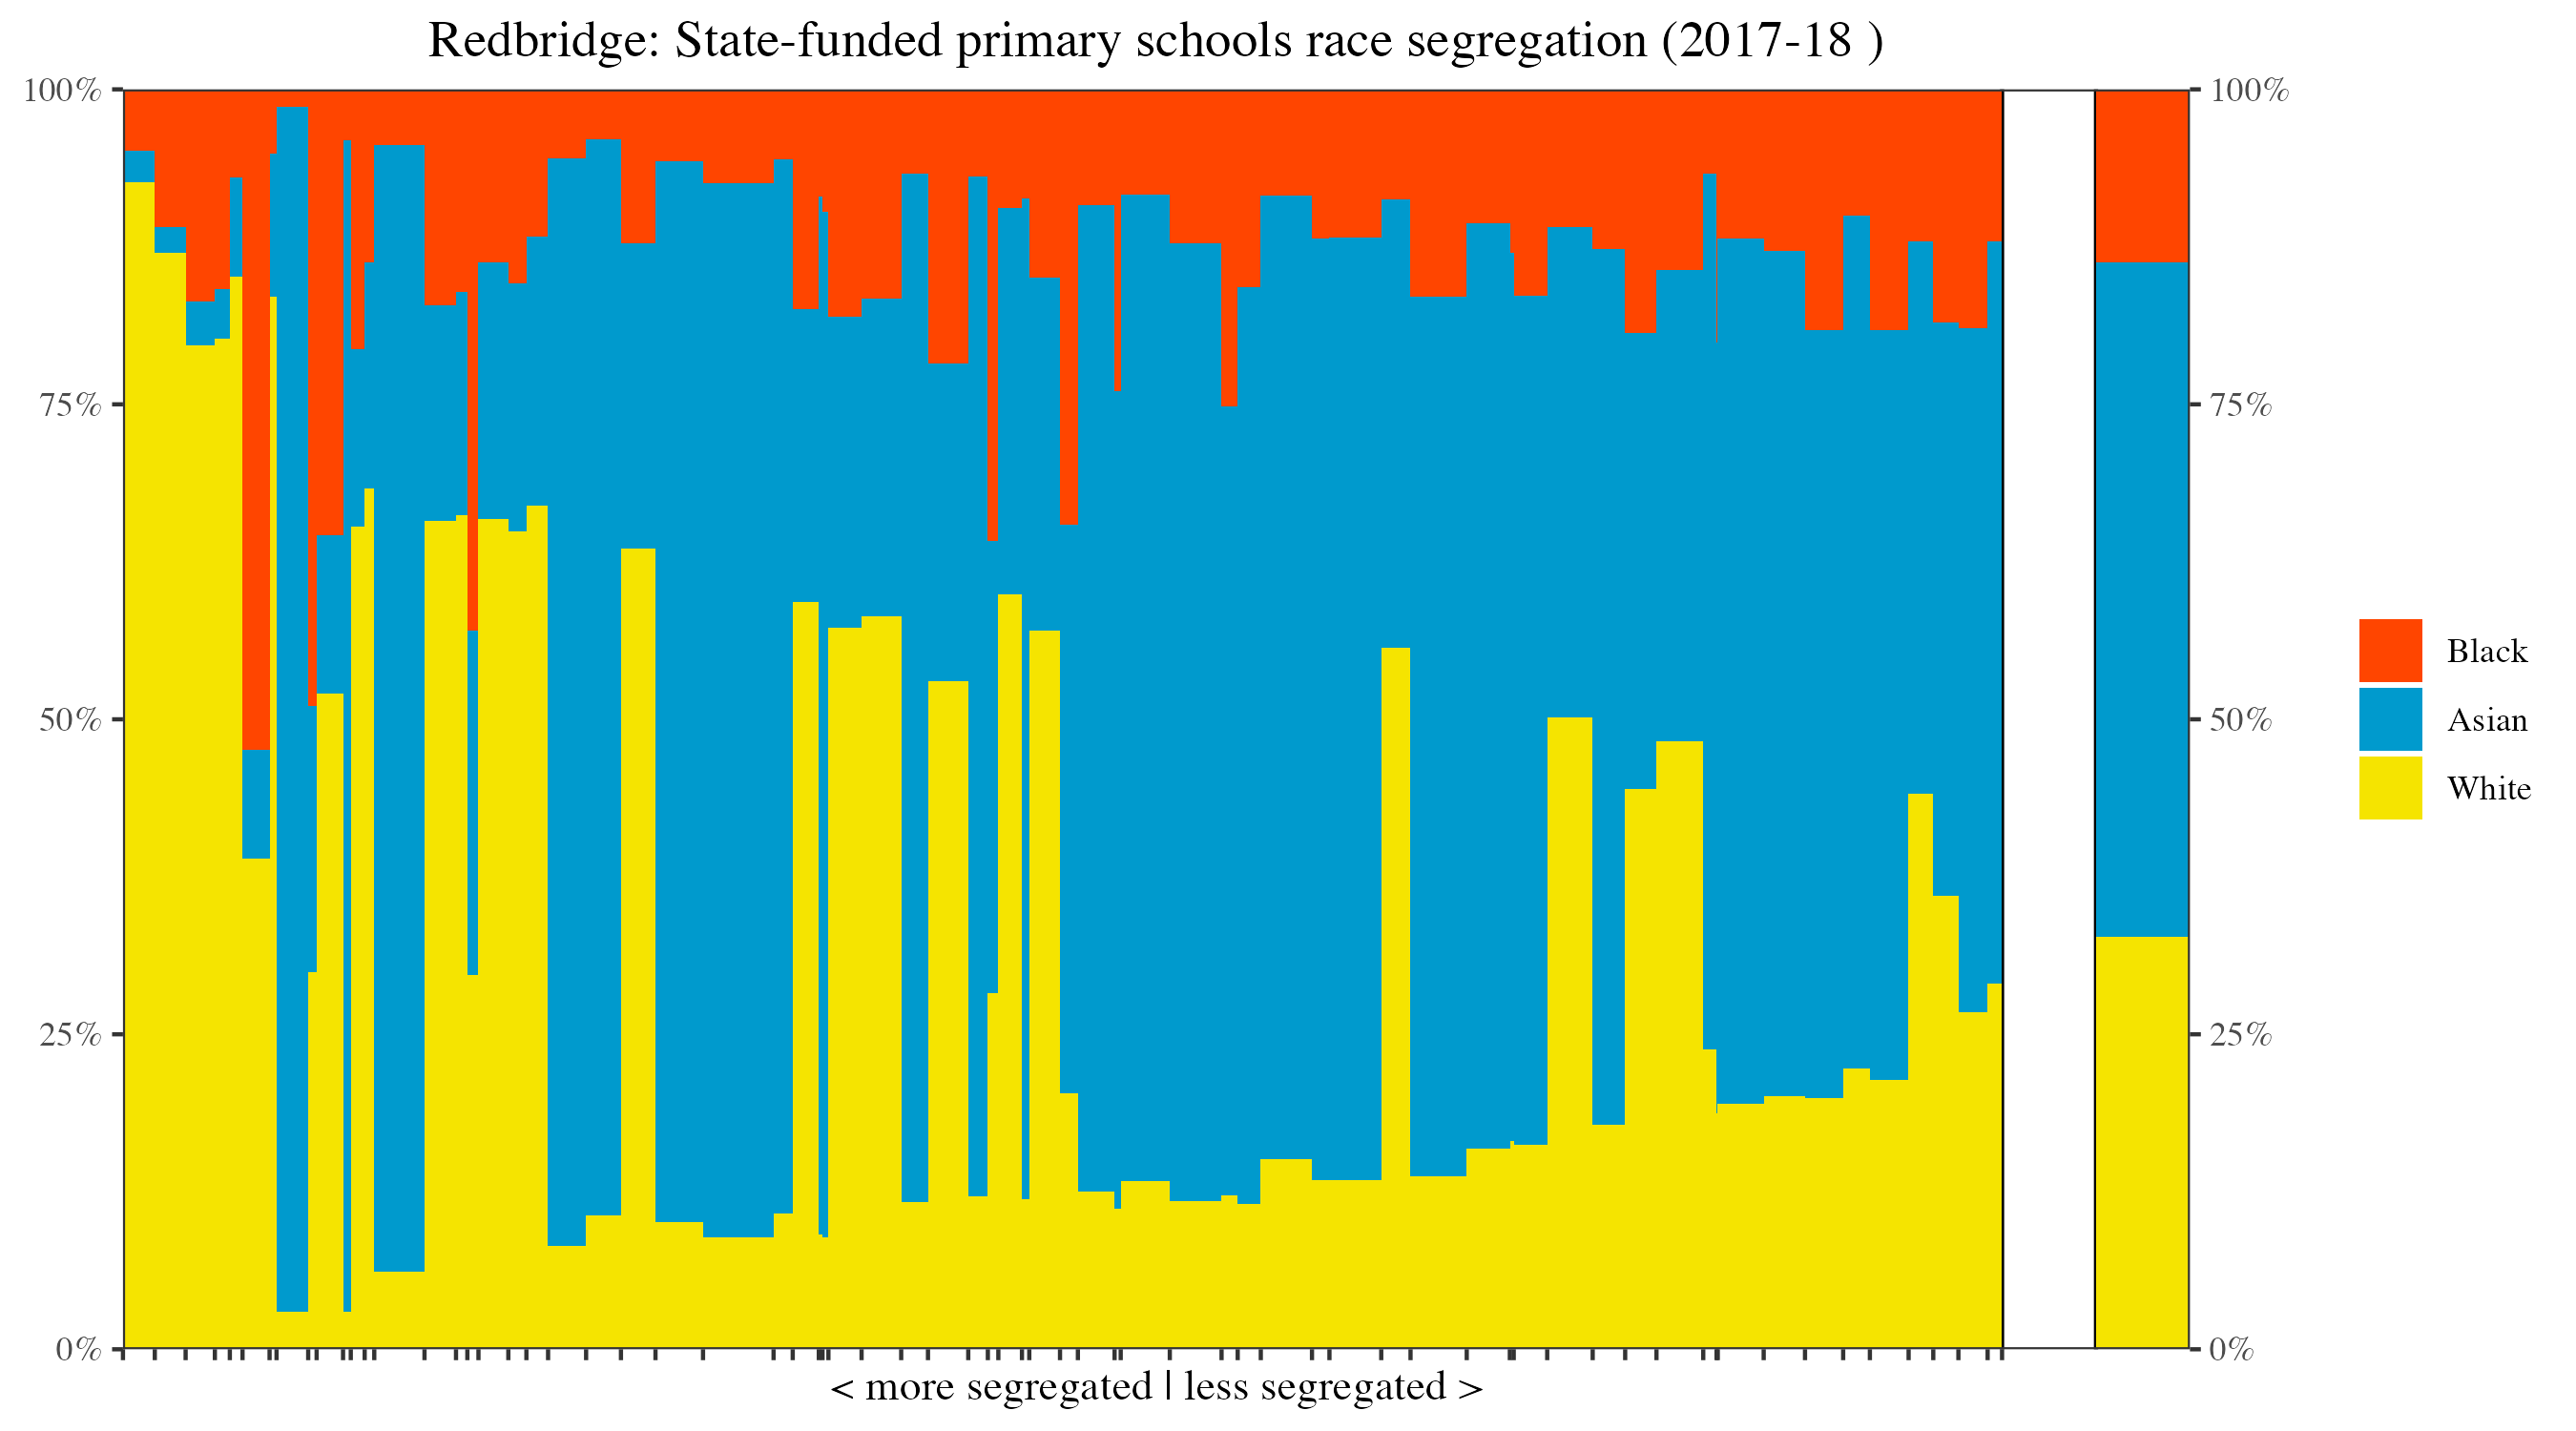 Redbridge: State-funded primary schools race segregation (2017-18 )
100%
75%
50%
25%
0%
100%
75%
50%
25%
0%
Black
Asian
White
< more segregated | less segregated >